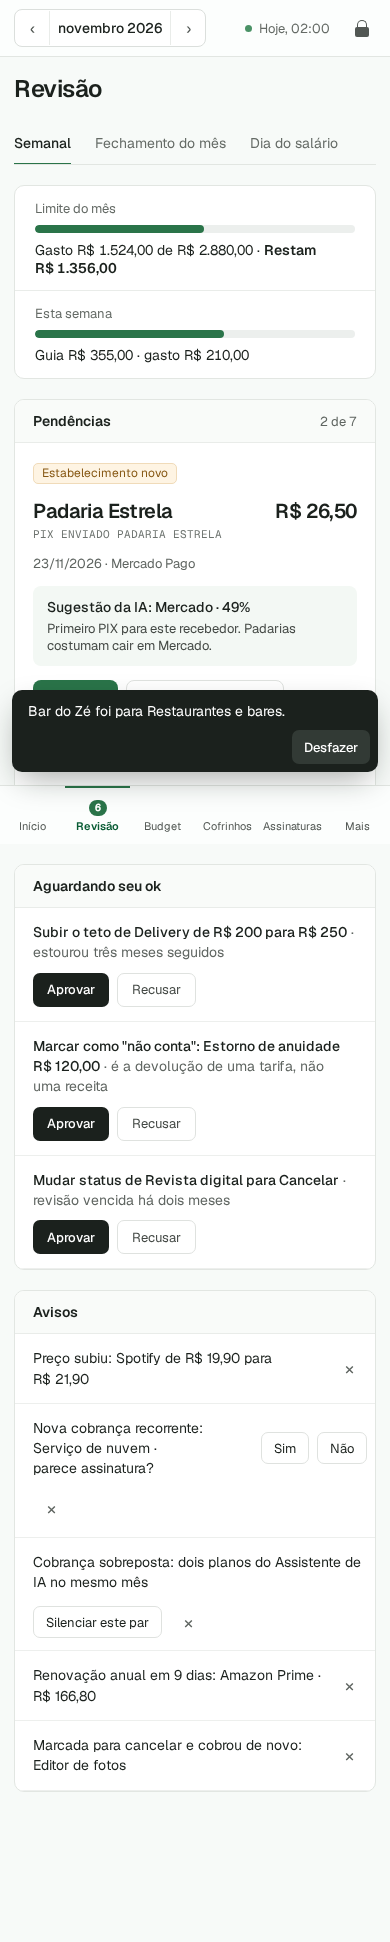 ‹ novembro 2026 ›
Hoje, 02:00
Revisão
Semanal Fechamento do mês Dia do salário
Limite do mês
Gasto R$ 1.524,00 de R$ 2.880,00 · Restam
R$ 1.356,00
Esta semana
Guia R$ 355,00 · gasto R$ 210,00
Pendências 2 de 7
Estabelecimento novo
Padaria Estrela R$ 26,50
PIX ENVIADO PADARIA ESTRELA
23/11/2026 · Mercado Pago
Sugestão da IA: Mercado · 49%
Primeiro PIX para este recebedor. Padarias
costumam cair em Mercado.
Bar do Zé foi para Restaurantes e bares.
Desfazer
6
Início Revisão Budget Cofrinhos Assinaturas Mais
Aguardando seu ok
Subir o teto de Delivery de R$ 200 para R$ 250 ·
estourou três meses seguidos
Aprovar Recusar
Marcar como "não conta": Estorno de anuidade
R$ 120,00 · é a devolução de uma tarifa, não
uma receita
Aprovar Recusar
Mudar status de Revista digital para Cancelar ·
revisão vencida há dois meses
Aprovar Recusar
Avisos
Preço subiu: Spotify de R$ 19,90 para
R$ 21,90
×
Nova cobrança recorrente:
Serviço de nuvem ·
parece assinatura?
Sim Não
×
Cobrança sobreposta: dois planos do Assistente de
IA no mesmo mês
Silenciar este par ×
Renovação anual em 9 dias: Amazon Prime ·
R$ 166,80
×
Marcada para cancelar e cobrou de novo:
Editor de fotos
×